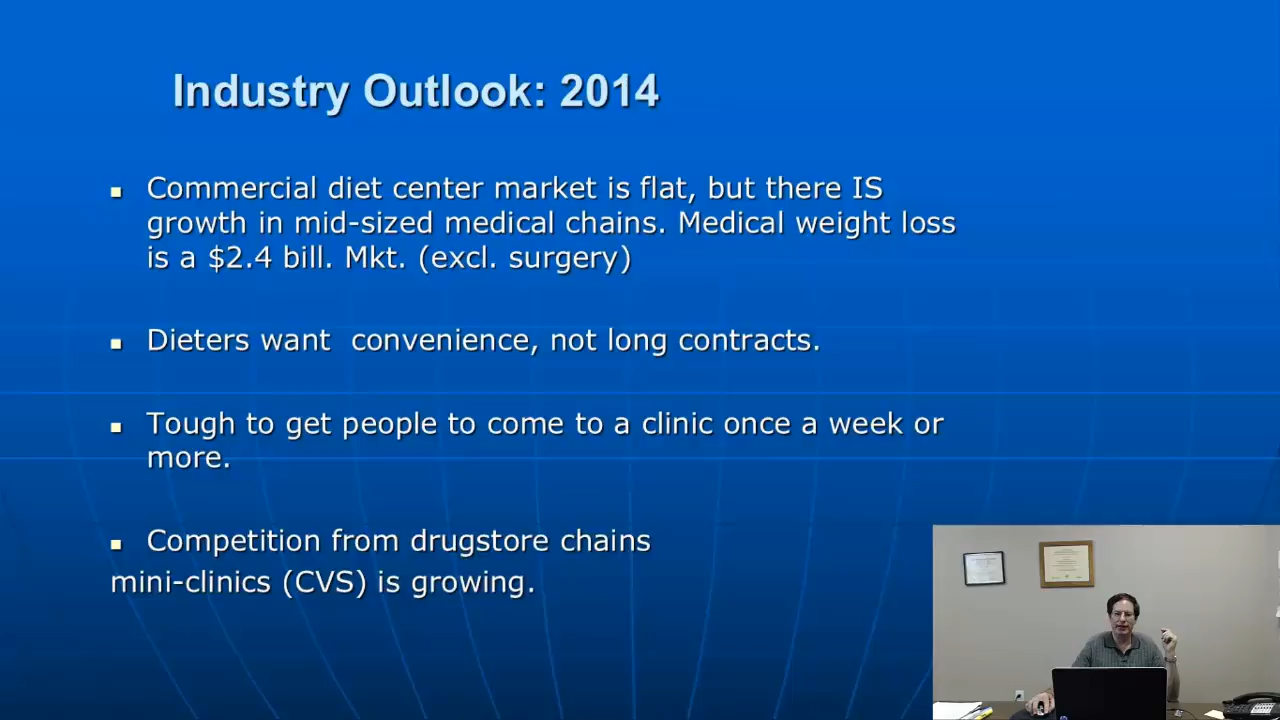 Industry Outlook: 2014
Commercial diet center market is flat, but there IS
growth in mid-sized medical chains. Medical weight loss
is a $2.4 bill. Mkt. (excl. surgery)
Dieters want  convenience, not long contracts.
Tough to get people to come to a clinic once a week or
more.
Competition from drugstore chains
mini-clinics (CVS) is growing.